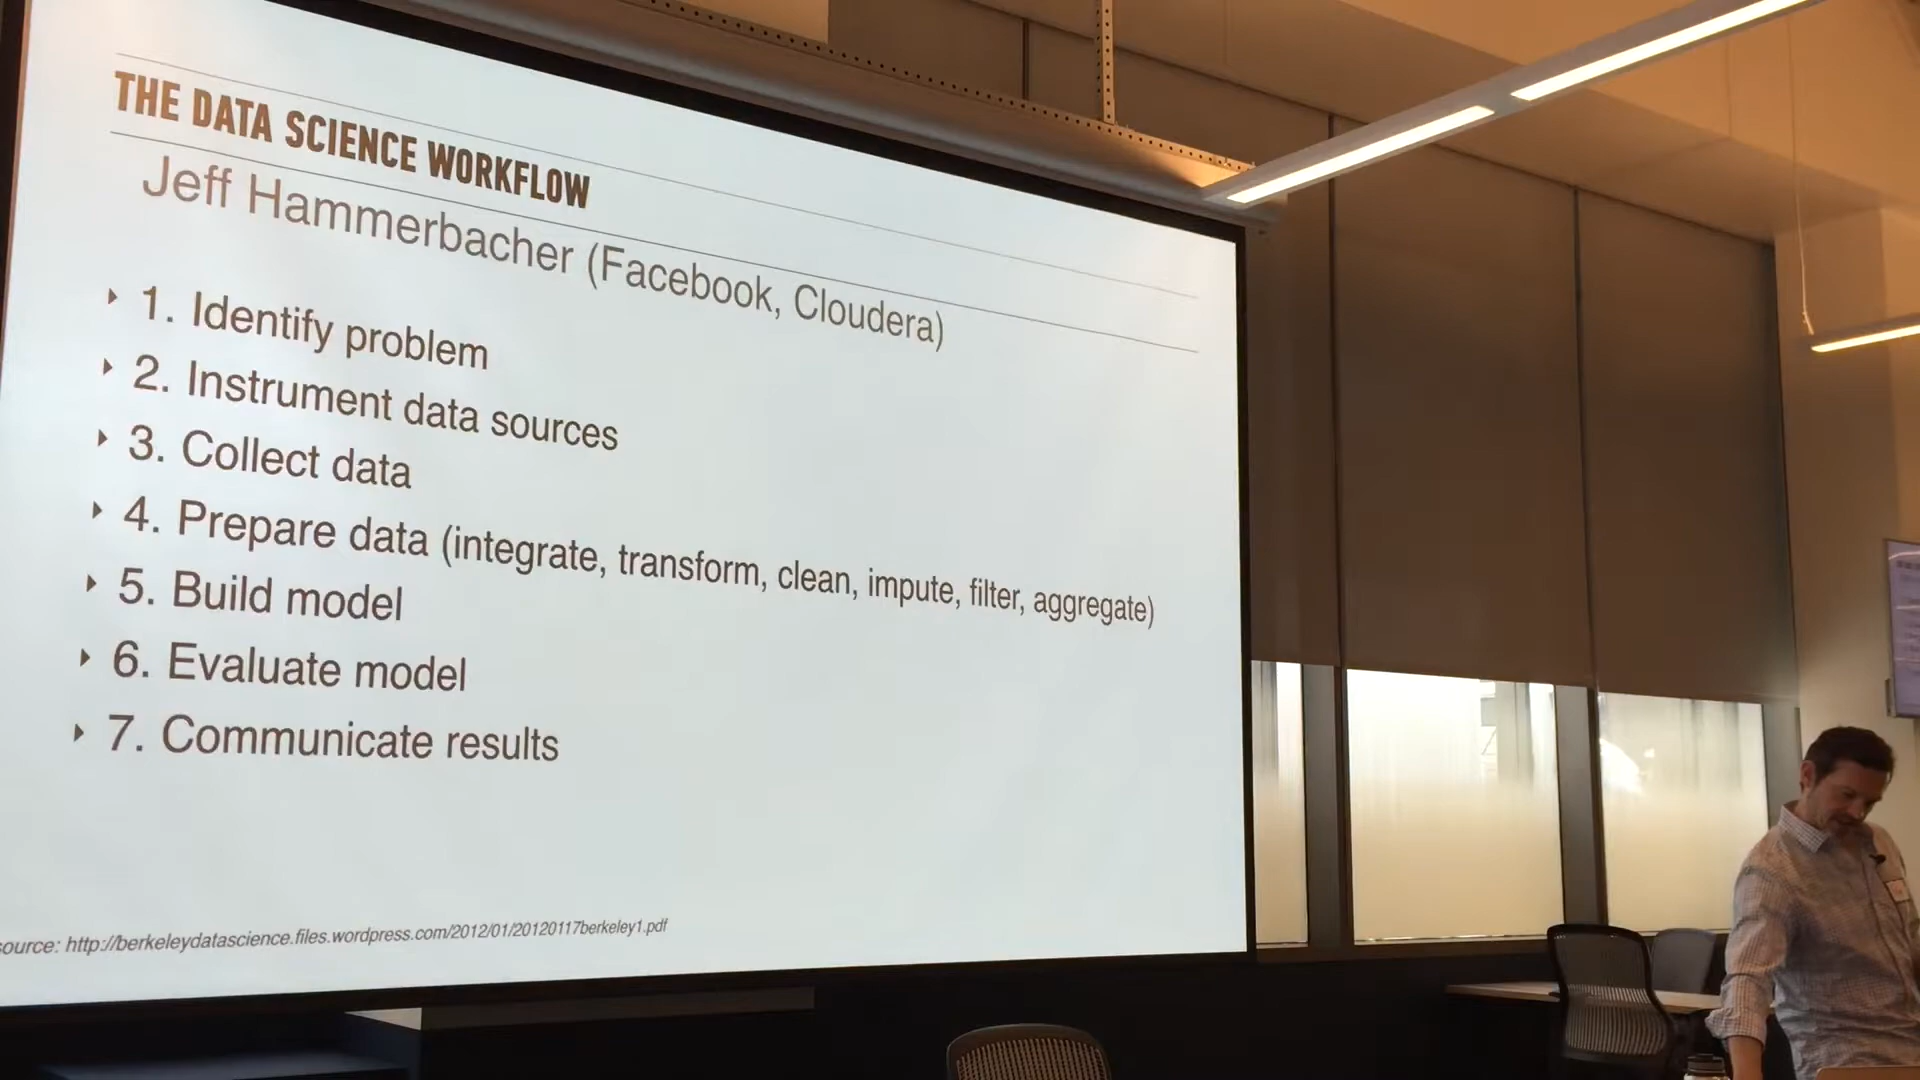 THE DATA SCIENCE WORKFLOW
Jeff Hammerbacher (Facebook, Cloudera)
1. Identify problem
2. Instrument data sources
3. Collect data
4. Prepare data (integrate, transform, clean, impute, filter, aggregate)
5. Build model
6. Evaluate model
7. Communicate results
ource: http://berkeleydatascience.files.wordpress.com/2012/01/20120117berkeley1.pdf